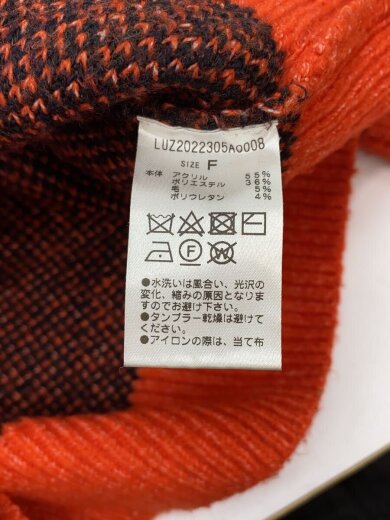 LUZ2022305A0008
SIZE F
本体 アクリル 55%
ポリエステル 36%
毛 5%
ポリウレタン 4%
●水洗いは風合い、光沢の
変化、縮みの原因となりま
すのでお避け下さい。
●タンブラー乾燥は避けて
ください。
●アイロンの際は、当て布